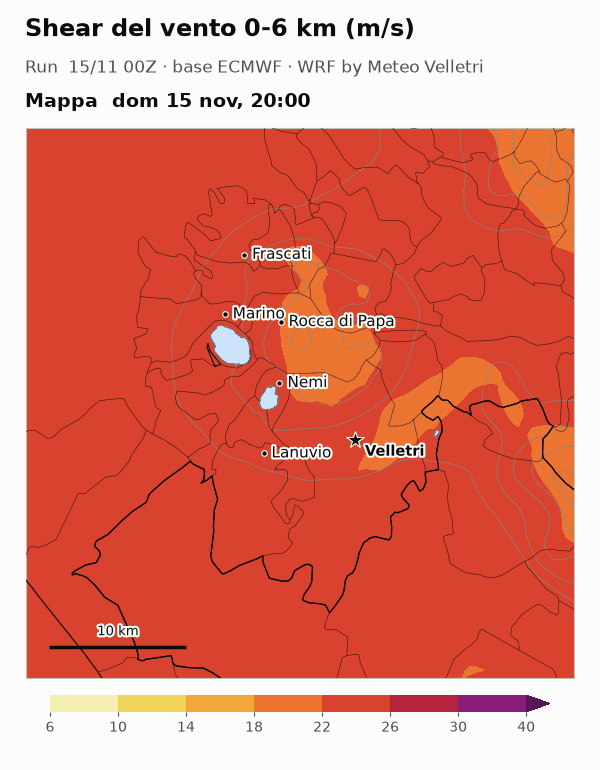 Shear del vento 0-6 km (m/s)
Run  15/11 00Z · base ECMWF · WRF by Meteo Velletri
Mappa  dom 15 nov, 20:00
Frascati
Marino
Rocca di Papa
Nemi
Velletri
Lanuvio
10 km
6 10 14 18 22 26 30 40